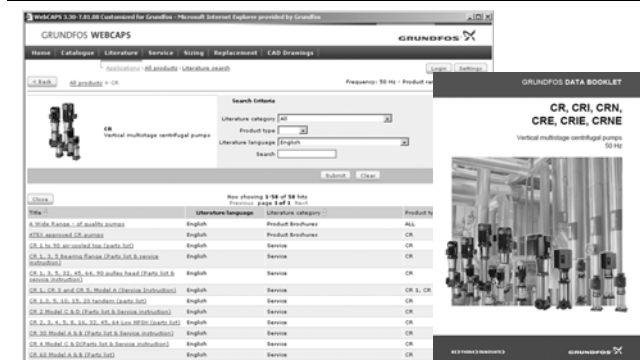 WebCAPS 3.30-7.01.08 Customized for Grundfos - Microsoft Internet Explorer provided by Grundfos
GRUNDFOS WEBCAPS
GRUNDFOS
Home | Catalogue | Literature | Service | Sizing | Replacement | CAD Drawings
Applications · All products · Literature search
Login Settings
< Back All products > CR
Frequency: 50 Hz - Product
Search Criteria
CR
Vertical multistage centrifugal pumps
Literature category All
Product type
Literature language English
Search
Submit Clear
Close
Now showing 1-58 of 58 hits
Previous page 1 of 1 Next
Title Literature language Literature category Product
A Wide Range - of quality pumps English Product Brochures ALL
ATEX approved CR pumps English Product Brochures CR
CR 1 to 90 air-cooled top (parts list) English Service CR
CR 1, 3, 5 Bearing flange (Parts list & service instruction) English Service CR
CR 1, 3, 5, 32, 45, 64, 90 pulley head (Parts list & service instruction) English Service CR
CR 1, CR 3 and CR 5, Model A (Service Instruction) English Service CR 1, CR
CR 1,3, 5, 10, 15, 20 tandem (parts list) English Service CR
CR 2 Model C & D (Parts list & Service instruction) English Service CR
CR 2, 3, 4, 5, 8, 16, 32, 45, 64 Low NPSH (parts list) English Service CR
CR 30 Model A & B (Parts list & Service instruction) English Service CR
CR 4 Model C & D(Parts list & Service instruction) English Service CR
CR 60 Model A & B (Parts list) English Service CR
GRUNDFOS DATA BOOKLET
CR, CRI, CRN,
CRE, CRIE, CRNE
Vertical multistage centrifugal pumps
50 Hz
BE > THINK > INNOVATE >
GRUNDFOS